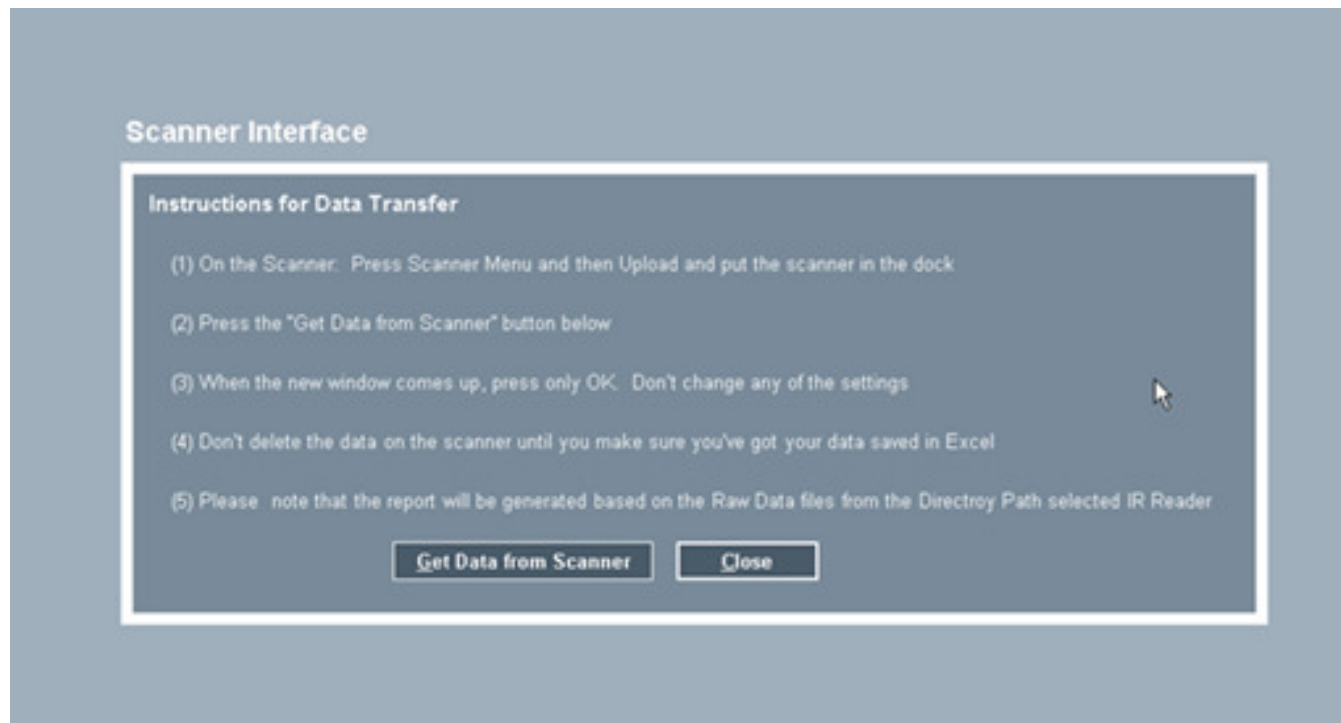 Scanner Interface
Instructions for Data Transfer
(1) On the Scanner: Press Scanner Menu and then Upload and put the scanner in the dock
(2) Press the "Get Data from Scanner" button below
(3) When the new window comes up, press only OK. Don't change any of the settings
(4) Don't delete the data on the scanner until you make sure you've got your data saved in Excel
(5) Please note that the report will be generated based on the Raw Data files from the Directroy Path selected IR Reader
Get Data from Scanner
Close